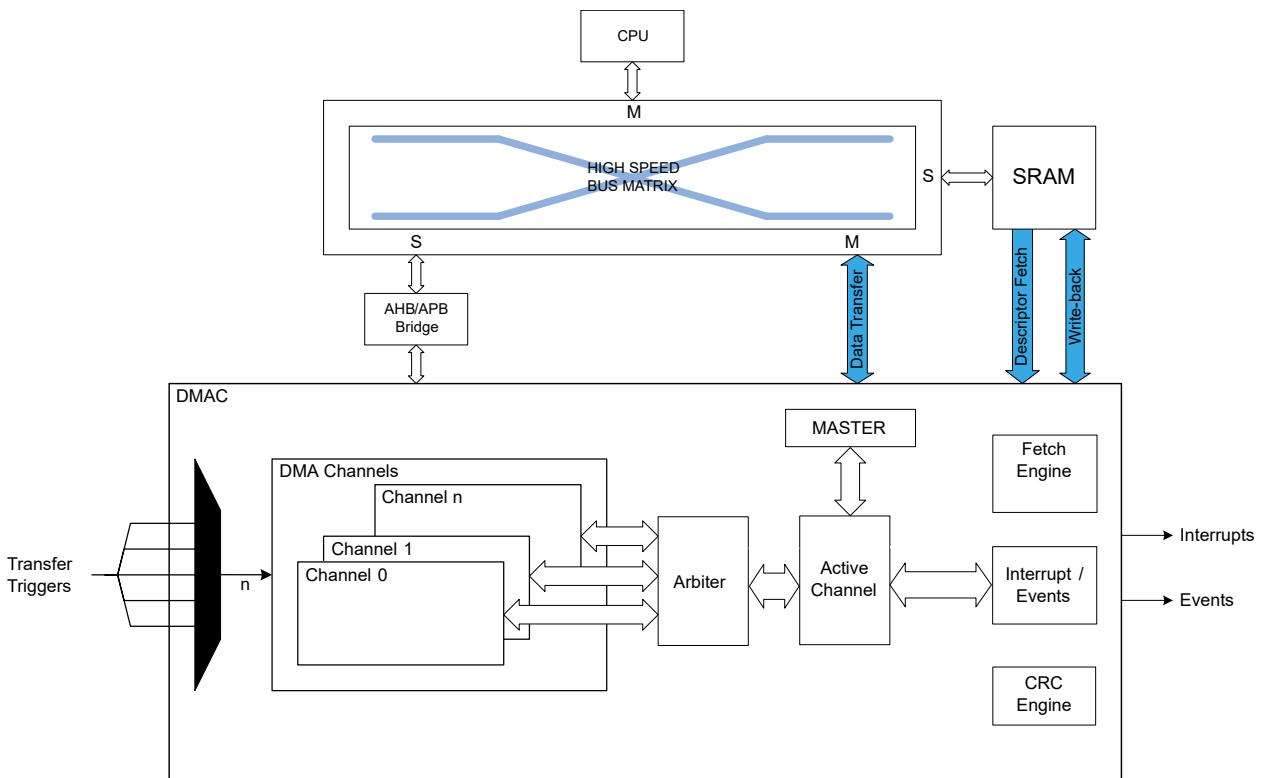 CPU
M
HIGH SPEED
BUS MATRIX
S
SRAM
S
M
AHB/APB
Bridge
Data Transfer
Descriptor Fetch
Write-back
DMAC
MASTER
Fetch
Engine
DMA Channels
Channel n
Channel 1
Channel 0
Transfer
Triggers
n
Arbiter
Active
Channel
Interrupt /
Events
Interrupts
Events
CRC
Engine